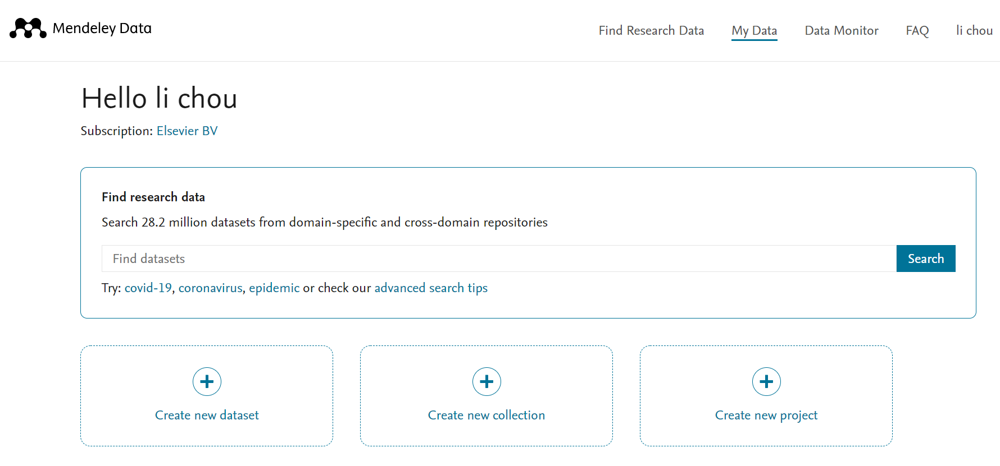 Mendeley Data
Find Research Data My Data Data Monitor FAQ li chou
Hello li chou
Subscription: Elsevier BV
Find research data
Search 28.2 million datasets from domain-specific and cross-domain repositories
Find datasets Search
Try: covid-19, coronavirus, epidemic or check our advanced search tips
Create new dataset
Create new collection
Create new project